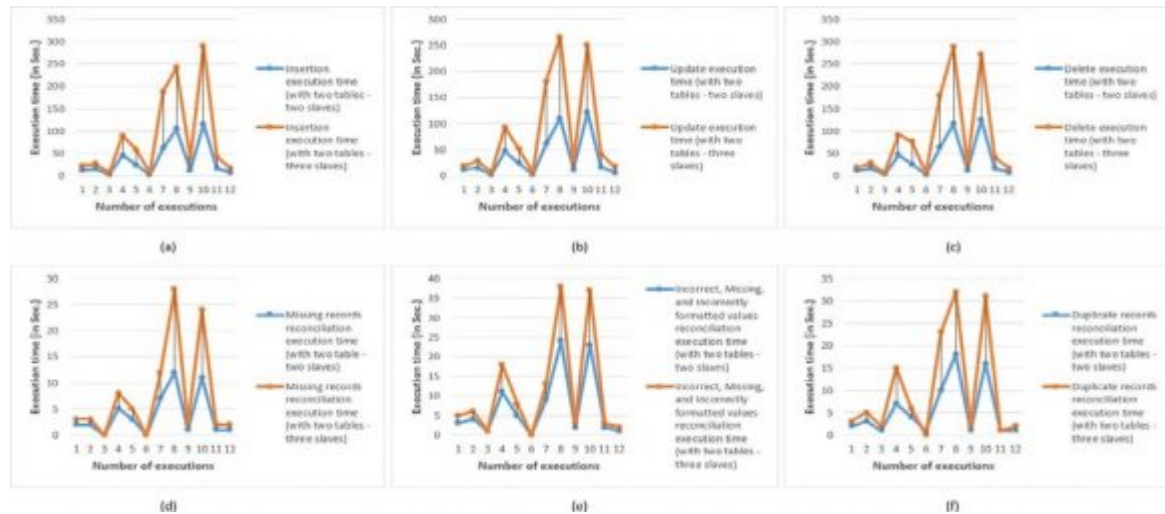 350
300
250
200
150
100
50
0
Execution time (in Sec.)
1 2 3 4 5 6 7 8 9 10 11 12
Number of executions
Insertion
execution time
(with two tables -
two slaves)
Insertion
execution time
(with two tables -
three slaves)
(a)
300
250
200
150
100
50
0
Execution time (in Sec.)
1 2 3 4 5 6 7 8 9 10 11 12
Number of executions
Update execution
time (with two
tables - two slaves)
Update execution
time (with two
tables - three
slaves)
(b)
350
300
250
200
150
100
50
0
Execution time (in Sec.)
1 2 3 4 5 6 7 8 9 10 11 12
Number of executions
Delete execution
time (with two
tables - two slaves)
Delete execution
time (with two
tables - three
slaves)
(c)
30
25
20
15
10
5
0
Execution time (in Sec.)
1 2 3 4 5 6 7 8 9 10 11 12
Number of executions
Missing records
reconciliation
execution time
(with two table -
two slaves)
Missing records
reconciliation
execution time
(with two tables -
three slaves)
(d)
40
35
30
25
20
15
10
5
0
Execution time (in Sec.)
1 2 3 4 5 6 7 8 9 10 11 12
Number of executions
Incorrect, Missing,
and incorrectly
formatted values
reconciliation
execution time
(with two tables -
two slaves)
Incorrect, Missing,
and incorrectly
formatted values
reconciliation
execution time
(with two tables -
three slaves)
(e)
35
30
25
20
15
10
5
0
Execution time (in Sec.)
1 2 3 4 5 6 7 8 9 10 11 12
Number of executions
Duplicate records
reconciliation
execution time
(with two tables -
two slaves)
Duplicate records
reconciliation
execution time
(with two tables -
three slaves)
(f)